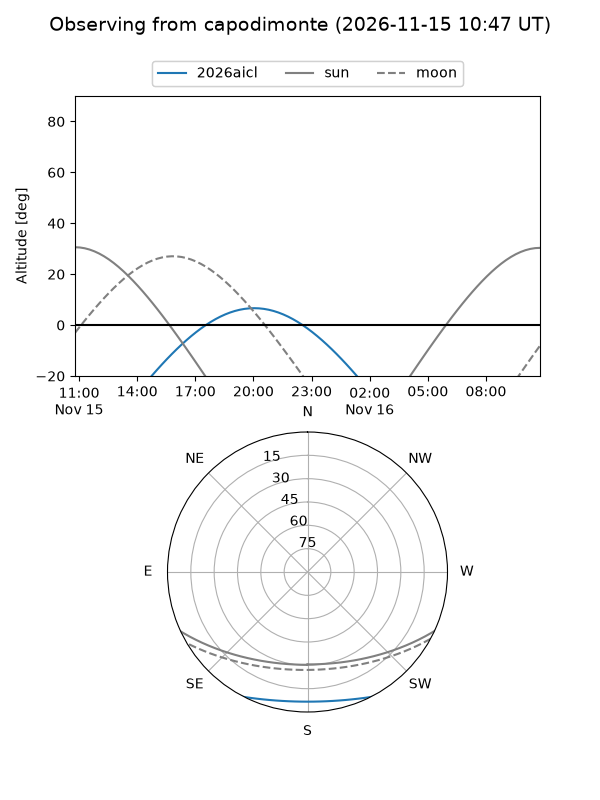 Observing from capodimonte (2026-11-15 10:47 UT)
2026aicl sun moon
Altitude [deg]
80
60
40
20
0
−20
11:00 14:00 17:00 20:00 23:00 02:00 05:00 08:00
Nov 15 Nov 16
N
NE NW
15
30
45
60
75
E W
SE SW
S